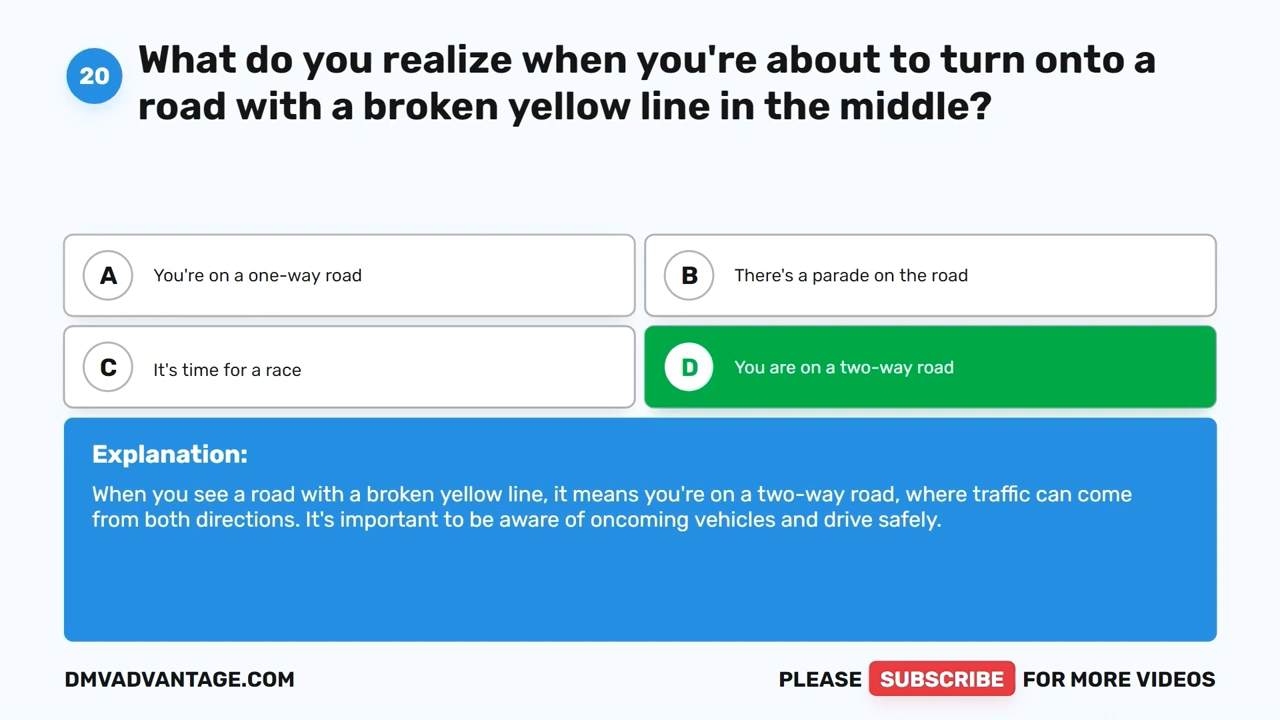 20
What do you realize when you're about to turn onto a
road with a broken yellow line in the middle?
A
You're on a one-way road
B
There's a parade on the road
C
It's time for a race
D
You are on a two-way road
Explanation:
When you see a road with a broken yellow line, it means you're on a two-way road, where traffic can come
from both directions. It's important to be aware of oncoming vehicles and drive safely.
DMVADVANTAGE.COM
PLEASE SUBSCRIBE FOR MORE VIDEOS